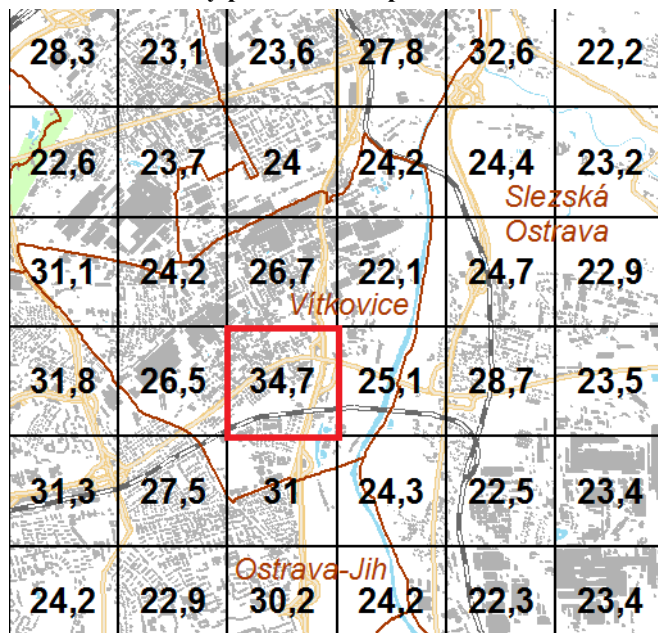 28,3 23,1 23,6 27,8 32,6 22,2
22,6 23,7 24 24,2 24,4 23,2
Slezská
Ostrava
31,1 24,2 26,7 22,1 24,7 22,9
Vítkovice
31,8 26,5 34,7 25,1 28,7 23,5
31,3 27,5 31 24,3 22,5 23,4
Ostrava-Jih
24,2 22,9 30,2 24,2 22,3 23,4